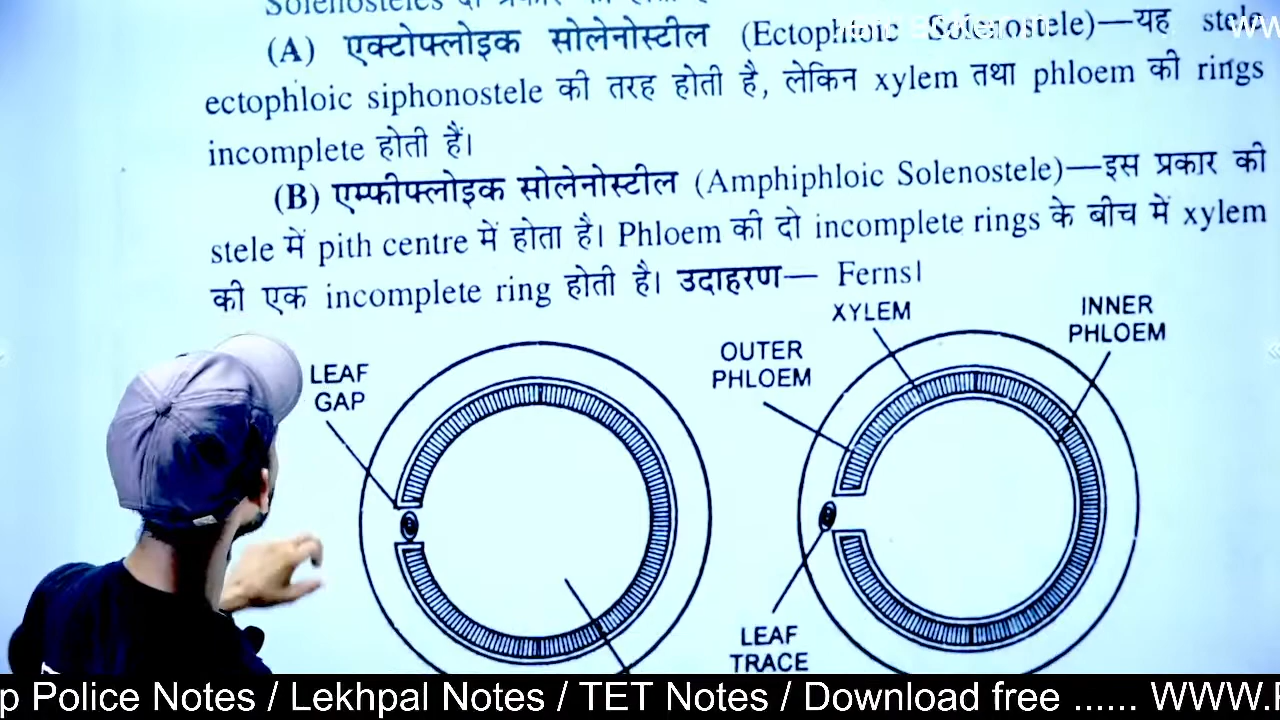 Solenosteles दो प्रकार की होती हैं
(A) एक्टोफ्लोइक सोलेनोस्टील (Ectophloic Solenostele)—यह stele
ectophloic siphonostele की तरह होती है, लेकिन xylem तथा phloem की rings
incomplete होती हैं।
(B) एम्फीफ्लोइक सोलेनोस्टील (Amphiphloic Solenostele)—इस प्रकार की
stele में pith centre में होता है। Phloem की दो incomplete rings के बीच में xylem
की एक incomplete ring होती है। उदाहरण— Ferns।
XYLEM
INNER
PHLOEM
OUTER
PHLOEM
LEAF
GAP
LEAF
TRACE
p Police Notes / Lekhpal Notes / TET Notes / Download free ...... WWW.